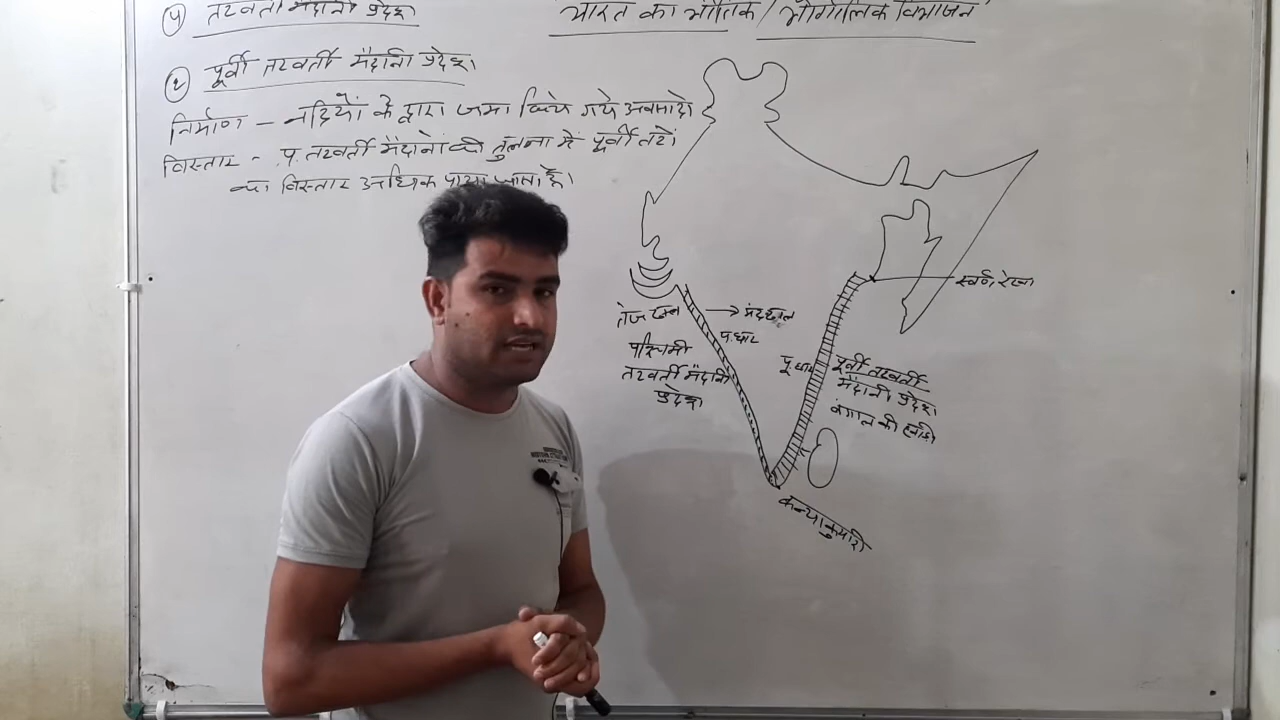 ५) तटवर्ती मैदानी प्रदेश
भारत का भौतिक / भौगोलिक विभाजन
(१) पूर्वी तटवर्ती मैदानी प्रदेश।
निर्माण – नदियों के द्वारा जमा किये गये अवसादों
विस्तार - प. तटवर्ती मैदानों की तुलना में पूर्वी तटों
का विस्तार अधिक पाया जाता है।
स्वर्ण रेखा
प. घाट
पश्चिमी
तटवर्ती मैदानी
प्रदेश
पू घाट
पूर्वी तटवर्ती
मैदानी प्रदेश
बंगाल की खाड़ी
कन्याकुमारी